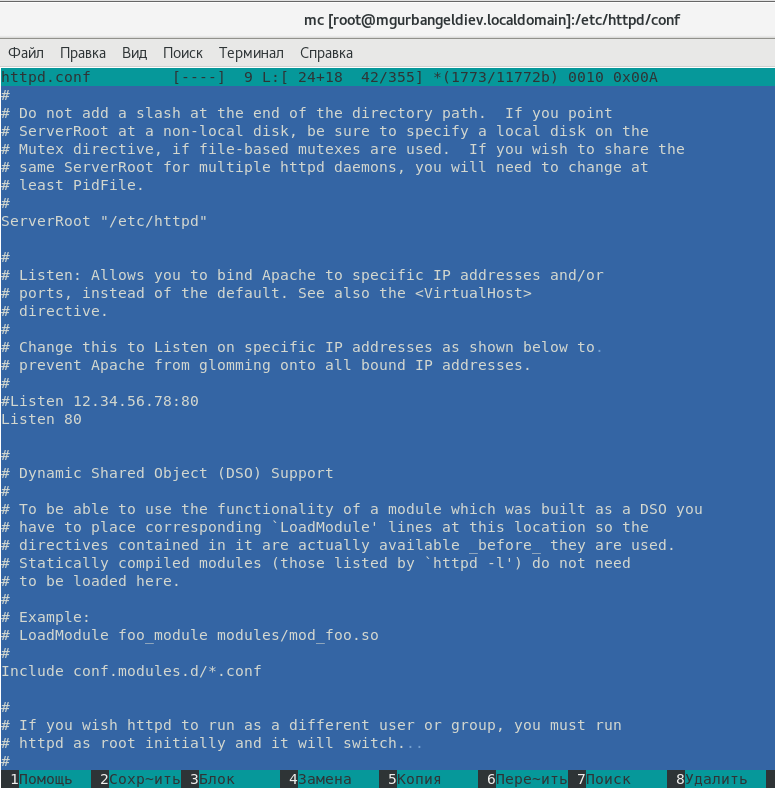 mc [root@mgurbangeldiev.localdomain]:/etc/httpd/conf
Файл Правка Вид Поиск Терминал Справка
httpd.conf         [----]  9 L:[ 24+18  42/355] *(1773/11772b) 0010 0x00A
#
# Do not add a slash at the end of the directory path.  If you point
# ServerRoot at a non-local disk, be sure to specify a local disk on the
# Mutex directive, if file-based mutexes are used.  If you wish to share the
# same ServerRoot for multiple httpd daemons, you will need to change at
# least PidFile.
#
ServerRoot "/etc/httpd"

#
# Listen: Allows you to bind Apache to specific IP addresses and/or
# ports, instead of the default. See also the <VirtualHost>
# directive.
#
# Change this to Listen on specific IP addresses as shown below to.
# prevent Apache from glomming onto all bound IP addresses.
#
#Listen 12.34.56.78:80
Listen 80

#
# Dynamic Shared Object (DSO) Support
#
# To be able to use the functionality of a module which was built as a DSO you
# have to place corresponding `LoadModule' lines at this location so the
# directives contained in it are actually available _before_ they are used.
# Statically compiled modules (those listed by `httpd -l') do not need
# to be loaded here.
#
# Example:
# LoadModule foo_module modules/mod_foo.so
#
Include conf.modules.d/*.conf

#
# If you wish httpd to run as a different user or group, you must run
# httpd as root initially and it will switch...
#
1Помощь 2Сохр~ить 3Блок 4Замена 5Копия 6Пере~ить 7Поиск 8Удалить